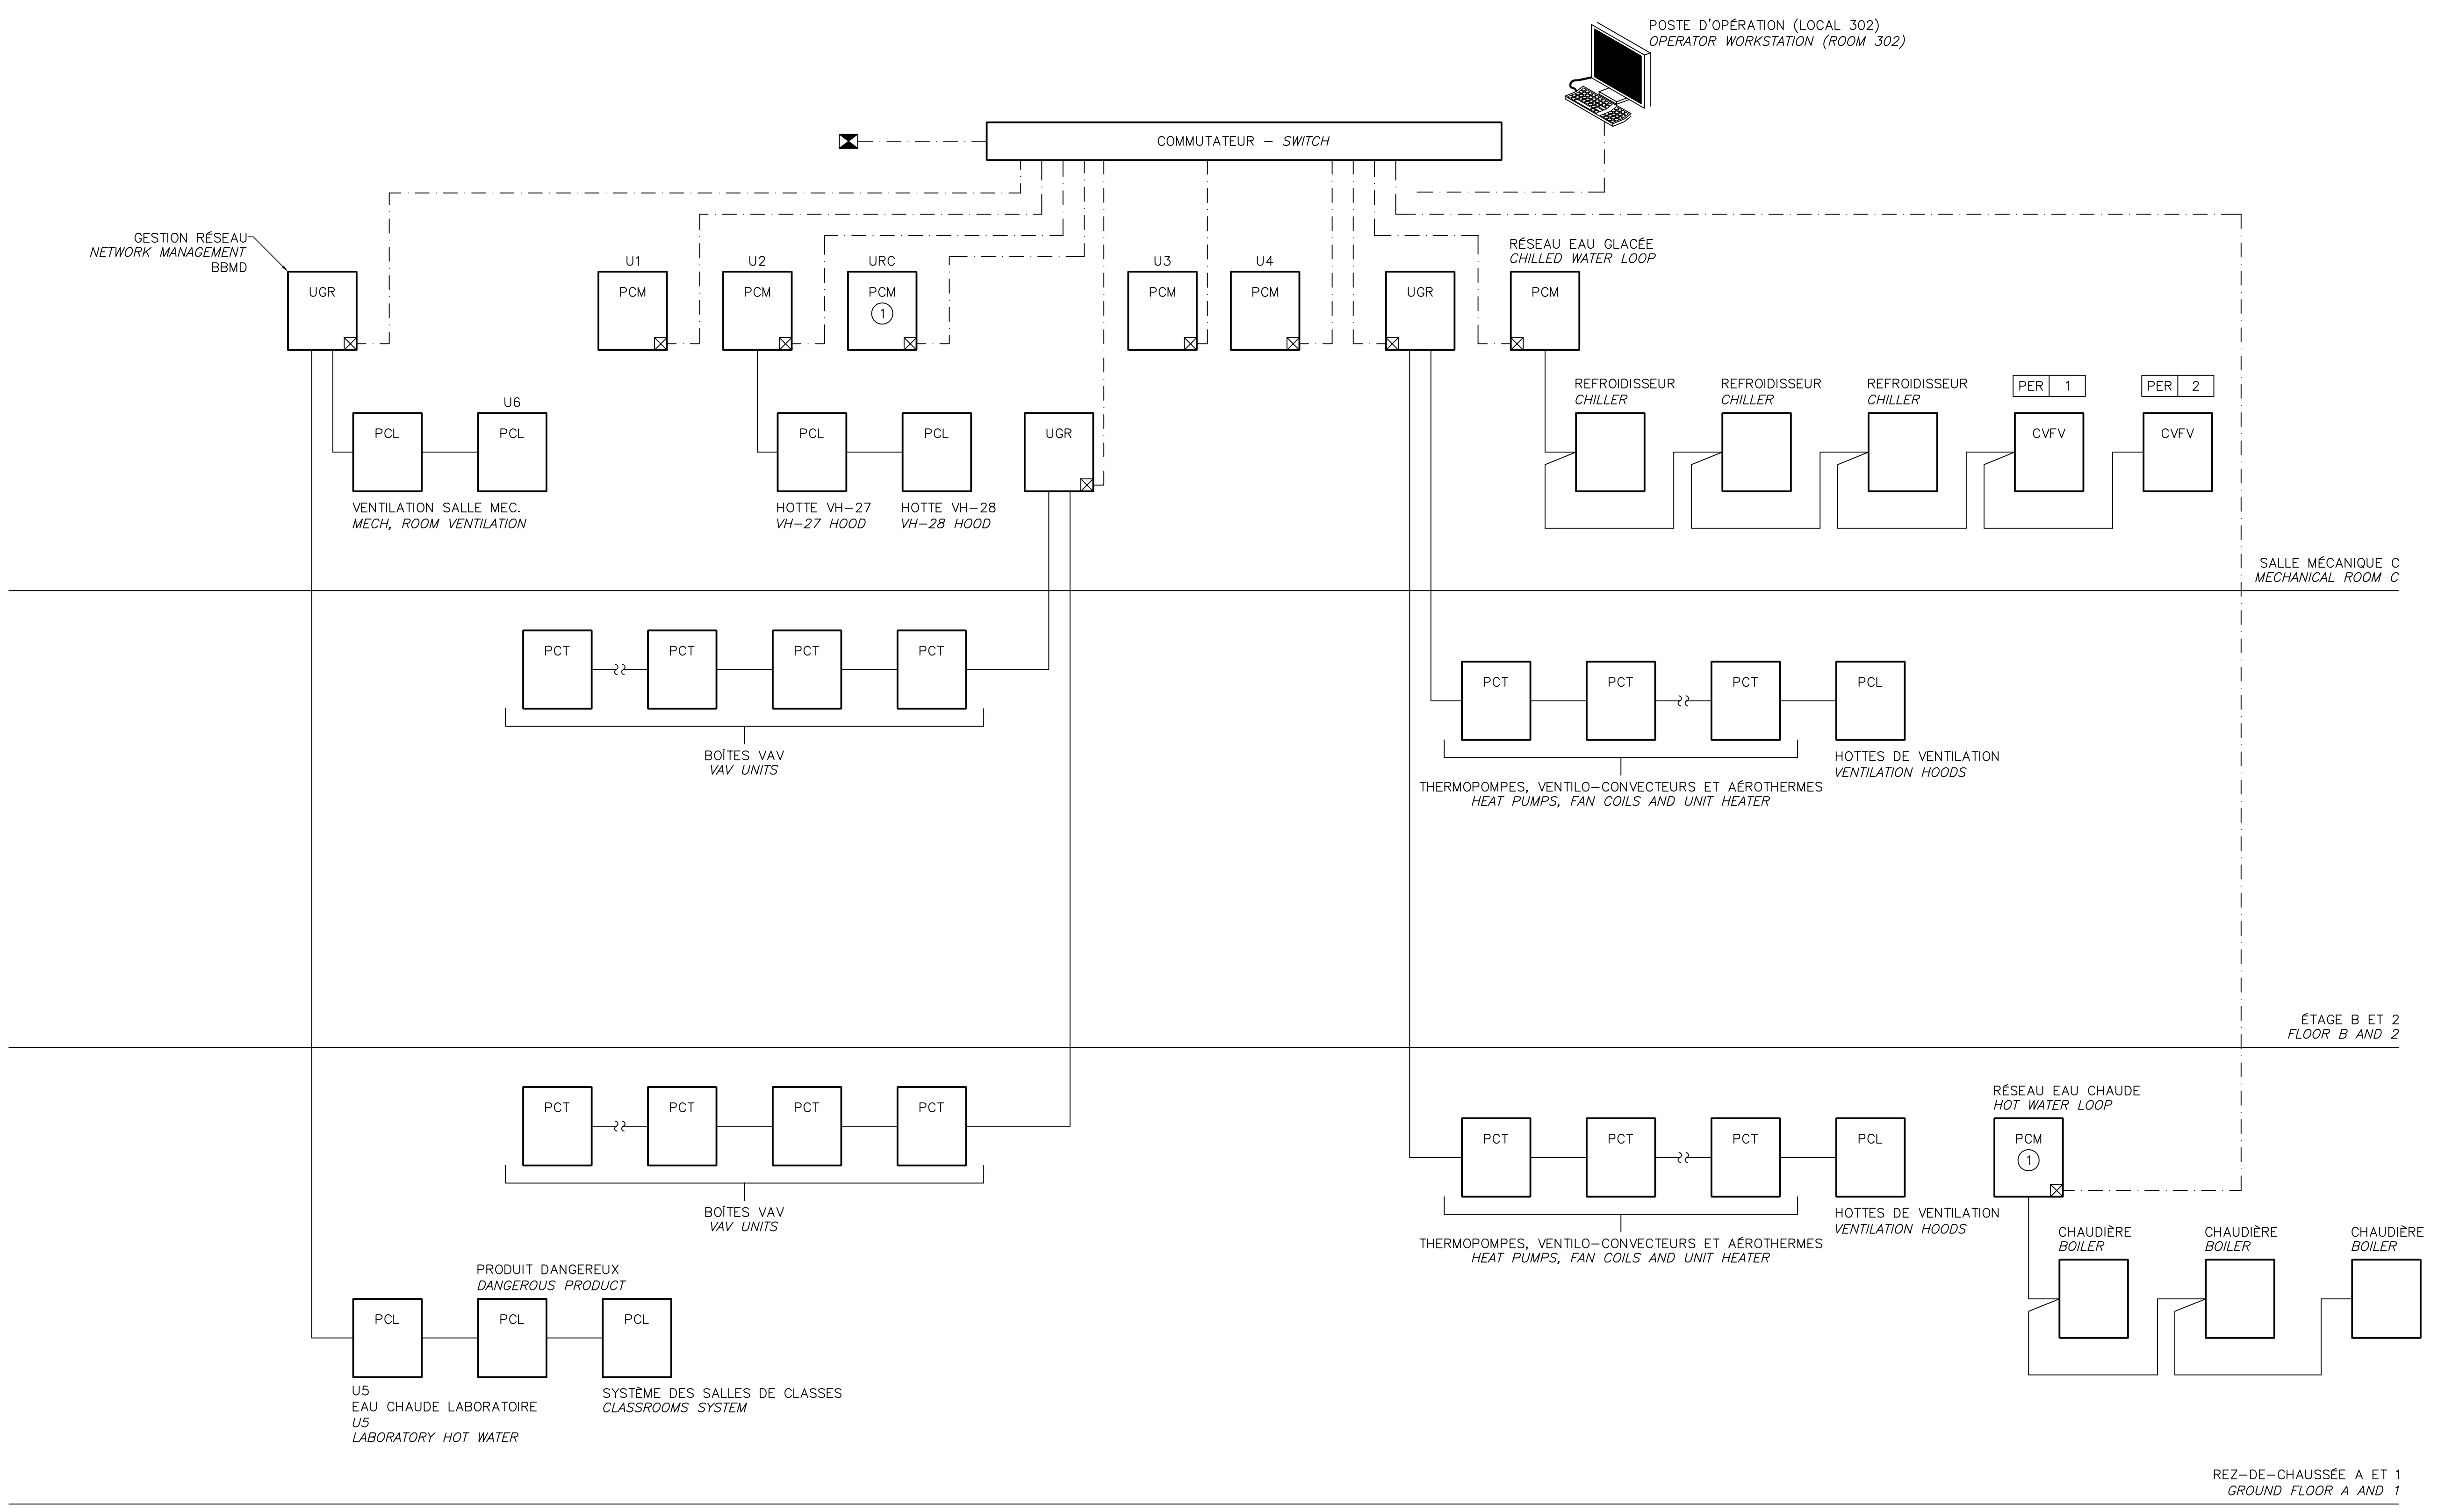 POSTE D'OPÉRATION (LOCAL 302)
OPERATOR WORKSTATION (ROOM 302)
COMMUTATEUR – SWITCH
GESTION RÉSEAU
NETWORK MANAGEMENT
BBMD
UGR
U1
PCM
U2
PCM
URC
PCM
1
U3
PCM
U4
PCM
UGR
RÉSEAU EAU GLACÉE
CHILLED WATER LOOP
PCM
PCL
VENTILATION SALLE MEC.
MECH, ROOM VENTILATION
U6
PCL
PCL
HOTTE VH–27
VH–27 HOOD
PCL
HOTTE VH–28
VH–28 HOOD
UGR
REFROIDISSEUR
CHILLER
REFROIDISSEUR
CHILLER
REFROIDISSEUR
CHILLER
PER 1
CVFV
PER 2
CVFV
SALLE MÉCANIQUE C
MECHANICAL ROOM C
PCT
PCT
PCT
PCT
BOÎTES VAV
VAV UNITS
PCT
PCT
PCT
PCL
THERMOPOMPES, VENTILO–CONVECTEURS ET AÉROTHERMES
HEAT PUMPS, FAN COILS AND UNIT HEATER
HOTTES DE VENTILATION
VENTILATION HOODS
ÉTAGE B ET 2
FLOOR B AND 2
PCT
PCT
PCT
PCT
BOÎTES VAV
VAV UNITS
PCT
PCT
PCT
PCL
THERMOPOMPES, VENTILO–CONVECTEURS ET AÉROTHERMES
HEAT PUMPS, FAN COILS AND UNIT HEATER
HOTTES DE VENTILATION
VENTILATION HOODS
RÉSEAU EAU CHAUDE
HOT WATER LOOP
PCM
1
CHAUDIÈRE
BOILER
CHAUDIÈRE
BOILER
CHAUDIÈRE
BOILER
PCL
U5
EAU CHAUDE LABORATOIRE
U5
LABORATORY HOT WATER
PRODUIT DANGEREUX
DANGEROUS PRODUCT
PCL
PCL
SYSTÈME DES SALLES DE CLASSES
CLASSROOMS SYSTEM
REZ–DE–CHAUSSÉE A ET 1
GROUND FLOOR A AND 1